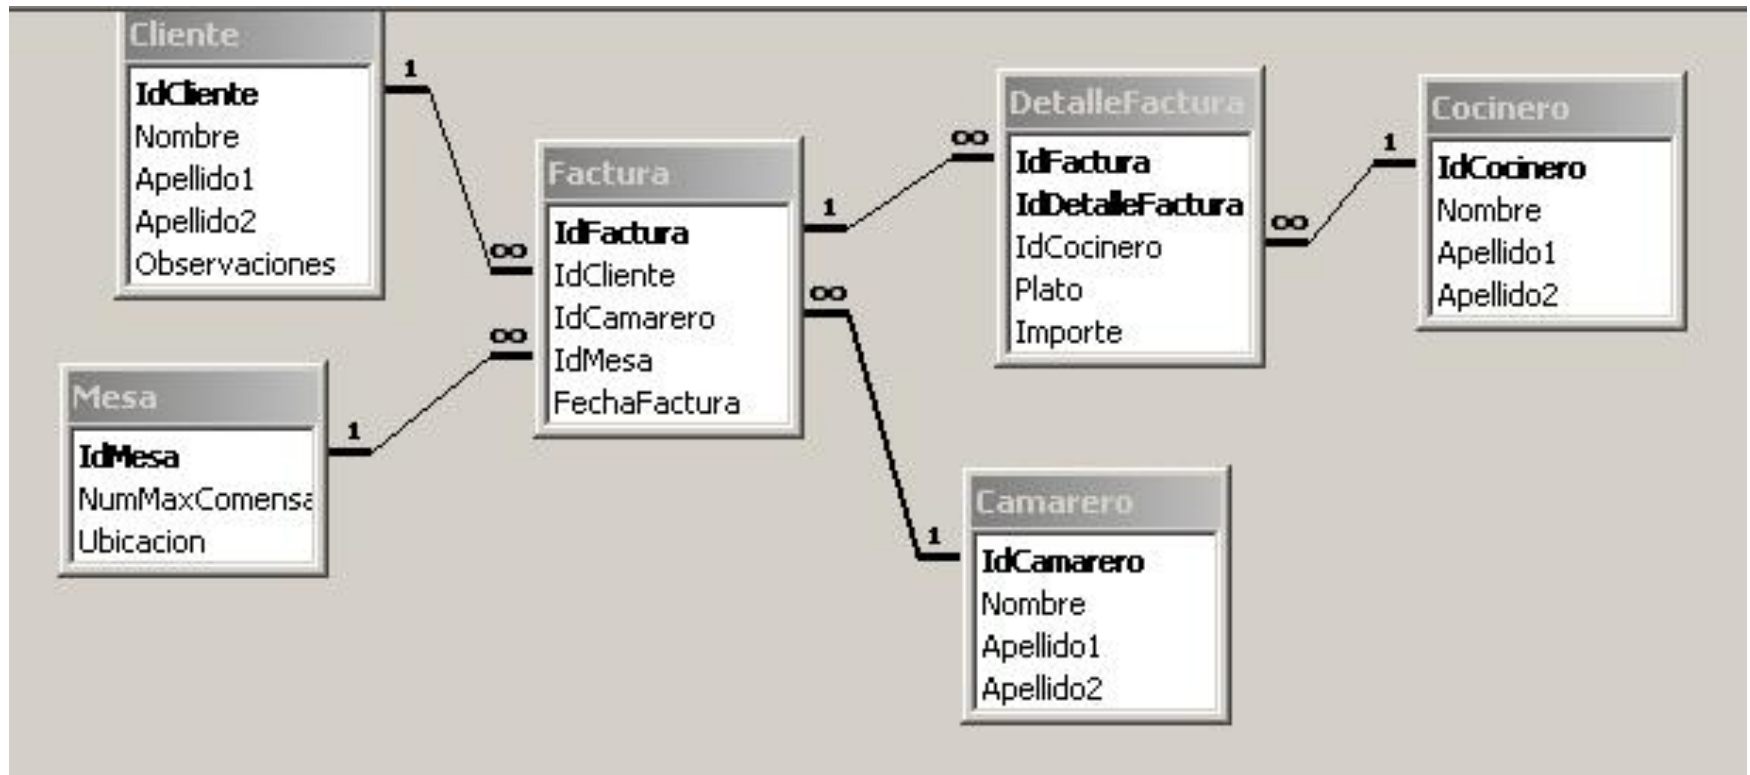 Cliente
IdCliente
Nombre
Apellido1
Apellido2
Observaciones
1
∞
Mesa
IdMesa
NumMaxComensa
Ubicacion
1
∞
Factura
IdFactura
IdCliente
IdCamarero
IdMesa
FechaFactura
1
∞
∞
1
DetalleFactura
IdFactura
IdDetalleFactura
IdCocinero
Plato
Importe
∞
1
Cocinero
IdCocinero
Nombre
Apellido1
Apellido2
Camarero
IdCamarero
Nombre
Apellido1
Apellido2